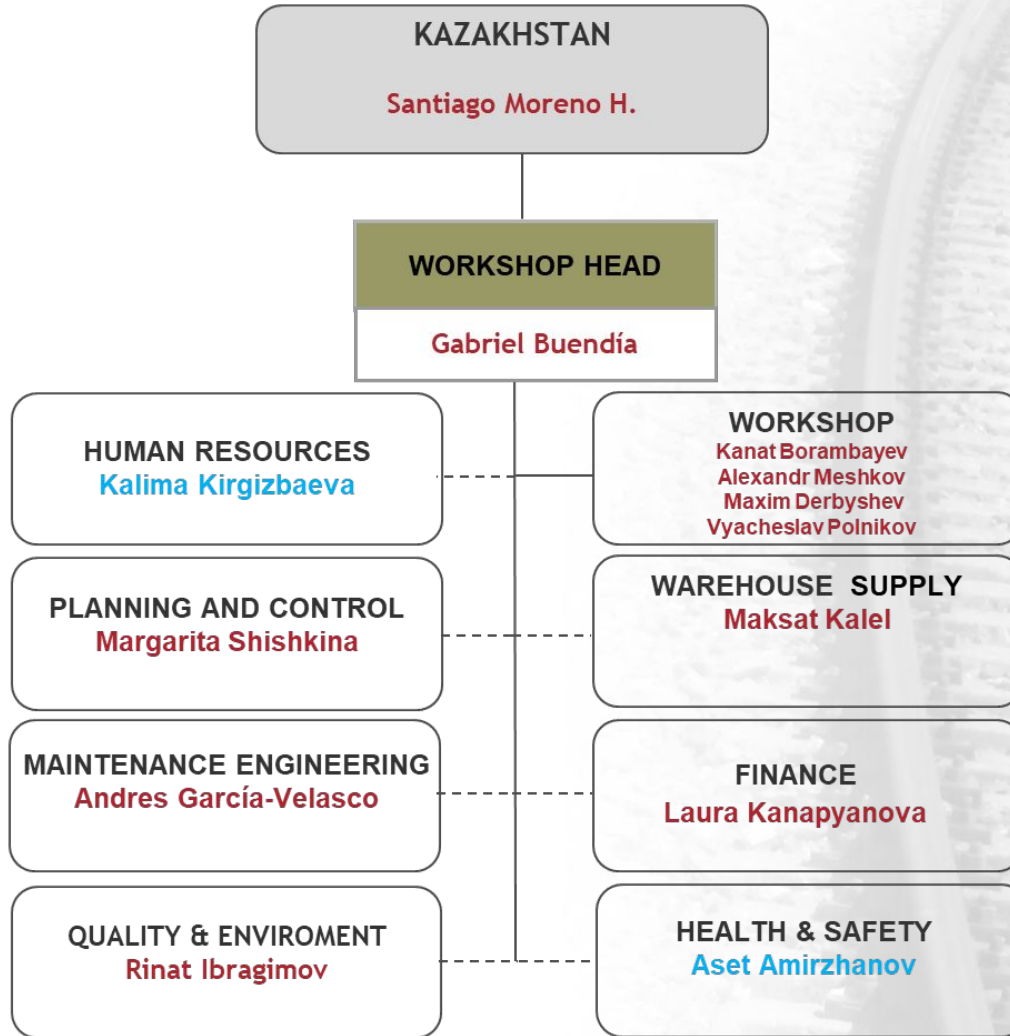 KAZAKHSTAN
Santiago Moreno H.
WORKSHOP HEAD
Gabriel Buendía
HUMAN RESOURCES
Kalima Kirgizbaeva
WORKSHOP
Kanat Borambayev
Alexandr Meshkov
Maxim Derbyshev
Vyacheslav Polnikov
PLANNING AND CONTROL
Margarita Shishkina
WAREHOUSE SUPPLY
Maksat Kalel
MAINTENANCE ENGINEERING
Andres García-Velasco
FINANCE
Laura Kanapyanova
QUALITY & ENVIROMENT
Rinat Ibragimov
HEALTH & SAFETY
Aset Amirzhanov